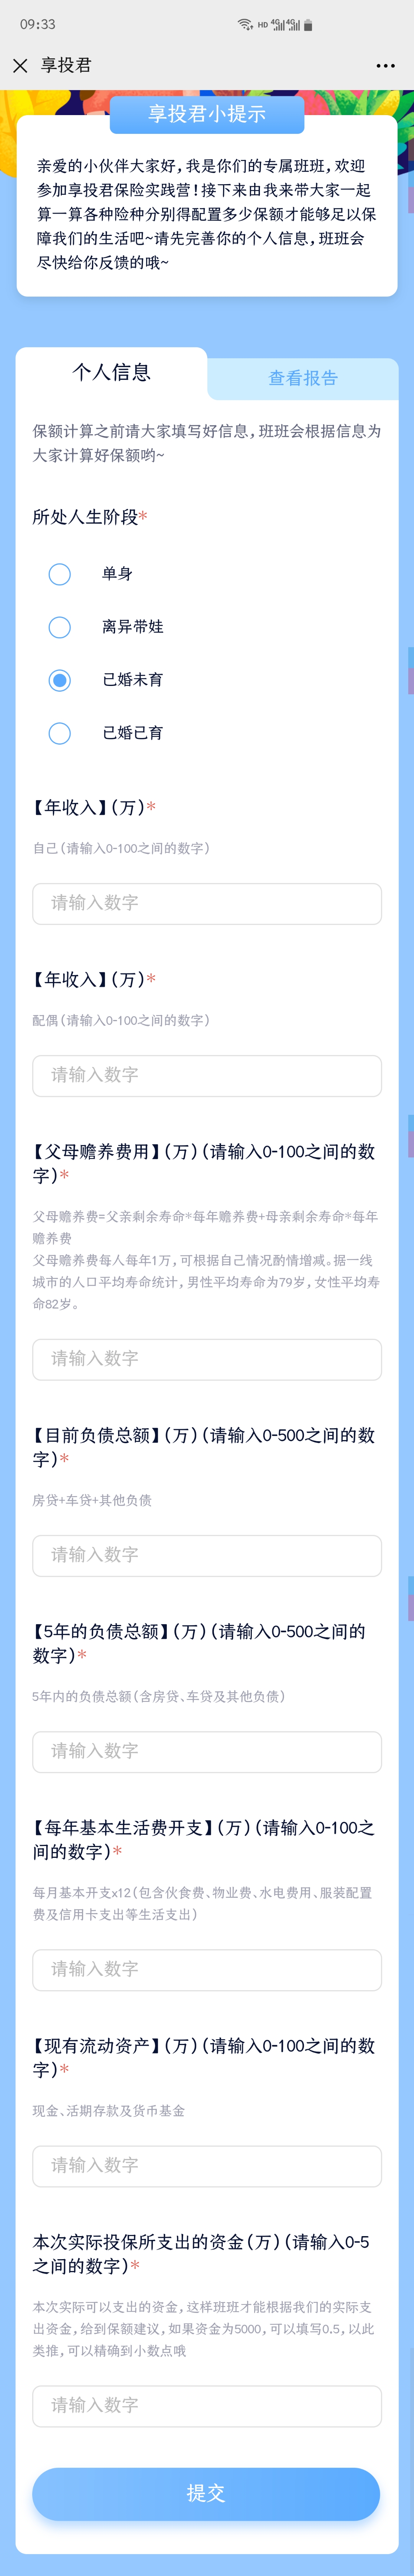 09:33
HD 4G 4G
享投君
享投君小提示
亲爱的小伙伴大家好,我是你们的专属班班,欢迎
参加享投君保险实践营!接下来由我来带大家一起
算一算各种险种分别得配置多少保额才能够足以保
障我们的生活吧~请先完善你的个人信息,班班会
尽快给你反馈的哦~
个人信息
查看报告
保额计算之前请大家填写好信息,班班会根据信息为
大家计算好保额哟~
所处人生阶段*
单身
离异带娃
已婚未育
已婚已育
【年收入】(万)*
自己(请输入0-100之间的数字)
请输入数字
【年收入】(万)*
配偶(请输入0-100之间的数字)
请输入数字
【父母赡养费用】(万)(请输入0-100之间的数
字)*
父母赡养费=父亲剩余寿命*每年赡养费+母亲剩余寿命*每年
赡养费
父母赡养费每人每年1万,可根据自己情况酌情增减。据一线
城市的人口平均寿命统计,男性平均寿命为79岁,女性平均寿
命82岁。
请输入数字
【目前负债总额】(万)(请输入0-500之间的数
字)*
房贷+车贷+其他负债
请输入数字
【5年的负债总额】(万)(请输入0-500之间的
数字)*
5年内的负债总额(含房贷、车贷及其他负债)
请输入数字
【每年基本生活费开支】(万)(请输入0-100之
间的数字)*
每月基本开支x12(包含伙食费、物业费、水电费用、服装配置
费及信用卡支出等生活支出)
请输入数字
【现有流动资产】(万)(请输入0-100之间的数
字)*
现金、活期存款及货币基金
请输入数字
本次实际投保所支出的资金(万)(请输入0-5
之间的数字)*
本次实际可以支出的资金,这样班班才能根据我们的实际支
出资金,给到保额建议,如果资金为5000,可以填写0.5,以此
类推,可以精确到小数点哦
请输入数字
提交